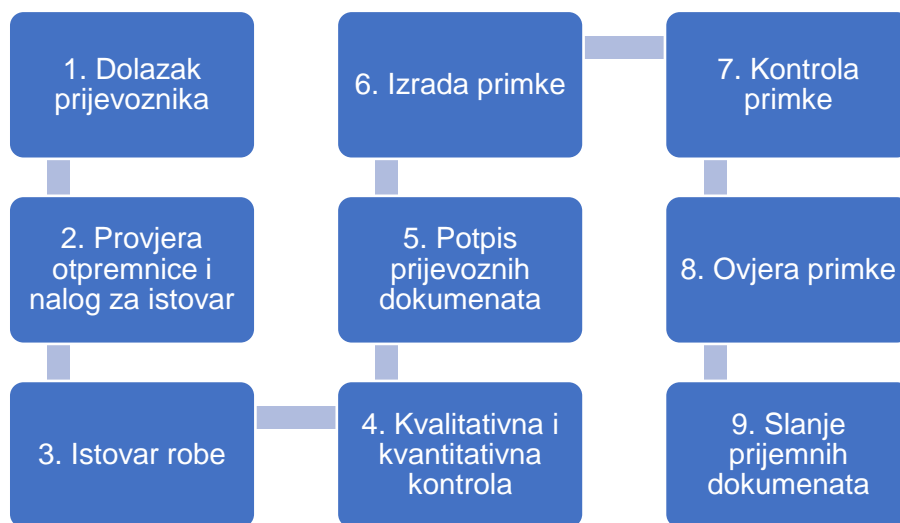 1. Dolazak
prijevoznika
2. Provjera
otpremnice i
nalog za istovar
3. Istovar robe
4. Kvalitativna i
kvantitativna
kontrola
5. Potpis
prijevoznih
dokumenata
6. Izrada primke
7. Kontrola
primke
8. Ovjera primke
9. Slanje
prijemnih
dokumenata